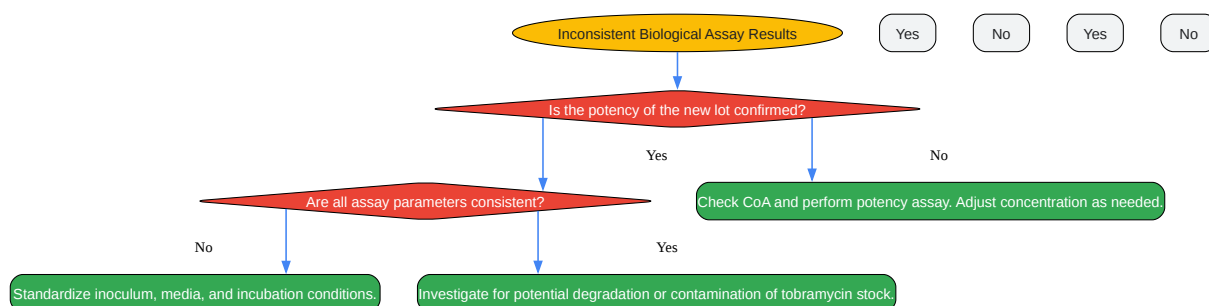 Inconsistent Biological Assay Results
Yes
No
Yes
No
Is the potency of the new lot confirmed?
Yes
No
Are all assay parameters consistent?
Check CoA and perform potency assay. Adjust concentration as needed.
No
Yes
Standardize inoculum, media, and incubation conditions.
Investigate for potential degradation or contamination of tobramycin stock.